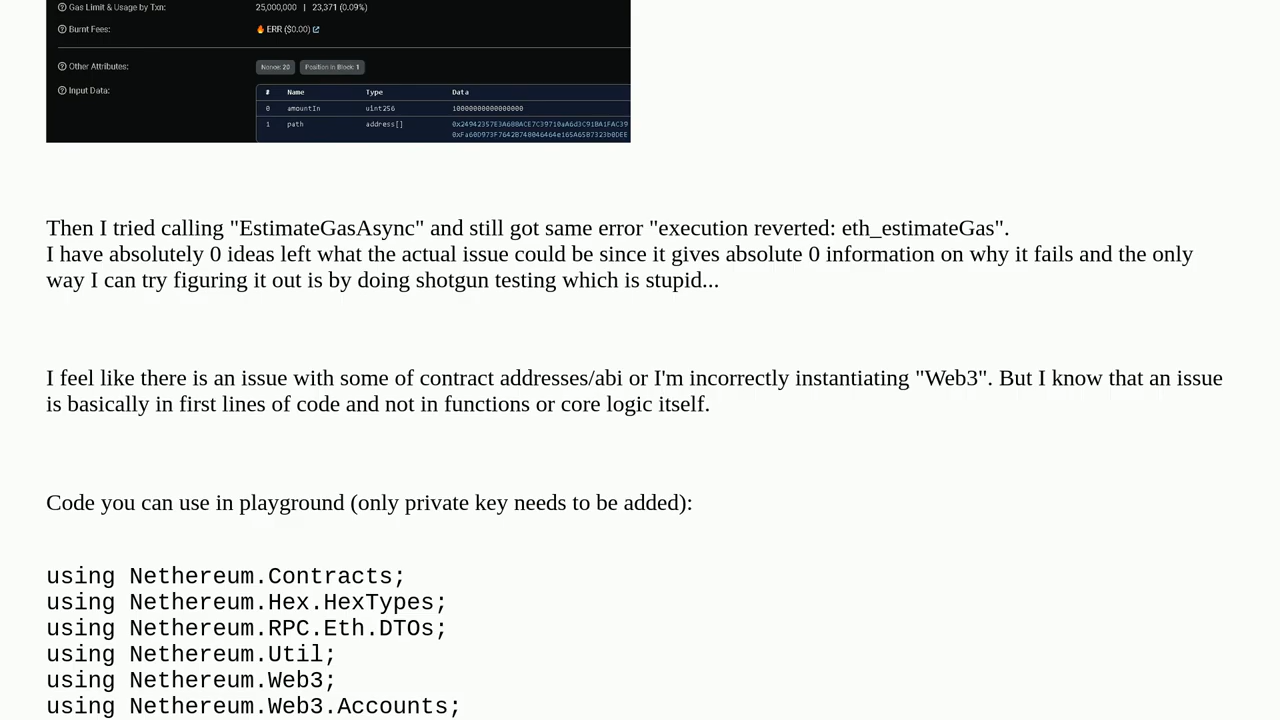 Gas Limit & Usage by Txn: 25,000,000 | 23,371 (0.09%)
Burnt Fees: ERR ($0.00)
Other Attributes: Nonce: 20 Position In Block: 1
Input Data: # Name Type Data
0 amountIn uint256 10000000000000000
1 path address[]
Then I tried calling "EstimateGasAsync" and still got same error "execution reverted: eth_estimateGas".
I have absolutely 0 ideas left what the actual issue could be since it gives absolute 0 information on why it fails and the only
way I can try figuring it out is by doing shotgun testing which is stupid...
I feel like there is an issue with some of contract addresses/abi or I'm incorrectly instantiating "Web3". But I know that an issue
is basically in first lines of code and not in functions or core logic itself.
Code you can use in playground (only private key needs to be added):
using Nethereum.Contracts;
using Nethereum.Hex.HexTypes;
using Nethereum.RPC.Eth.DTOs;
using Nethereum.Util;
using Nethereum.Web3;
using Nethereum.Web3.Accounts;